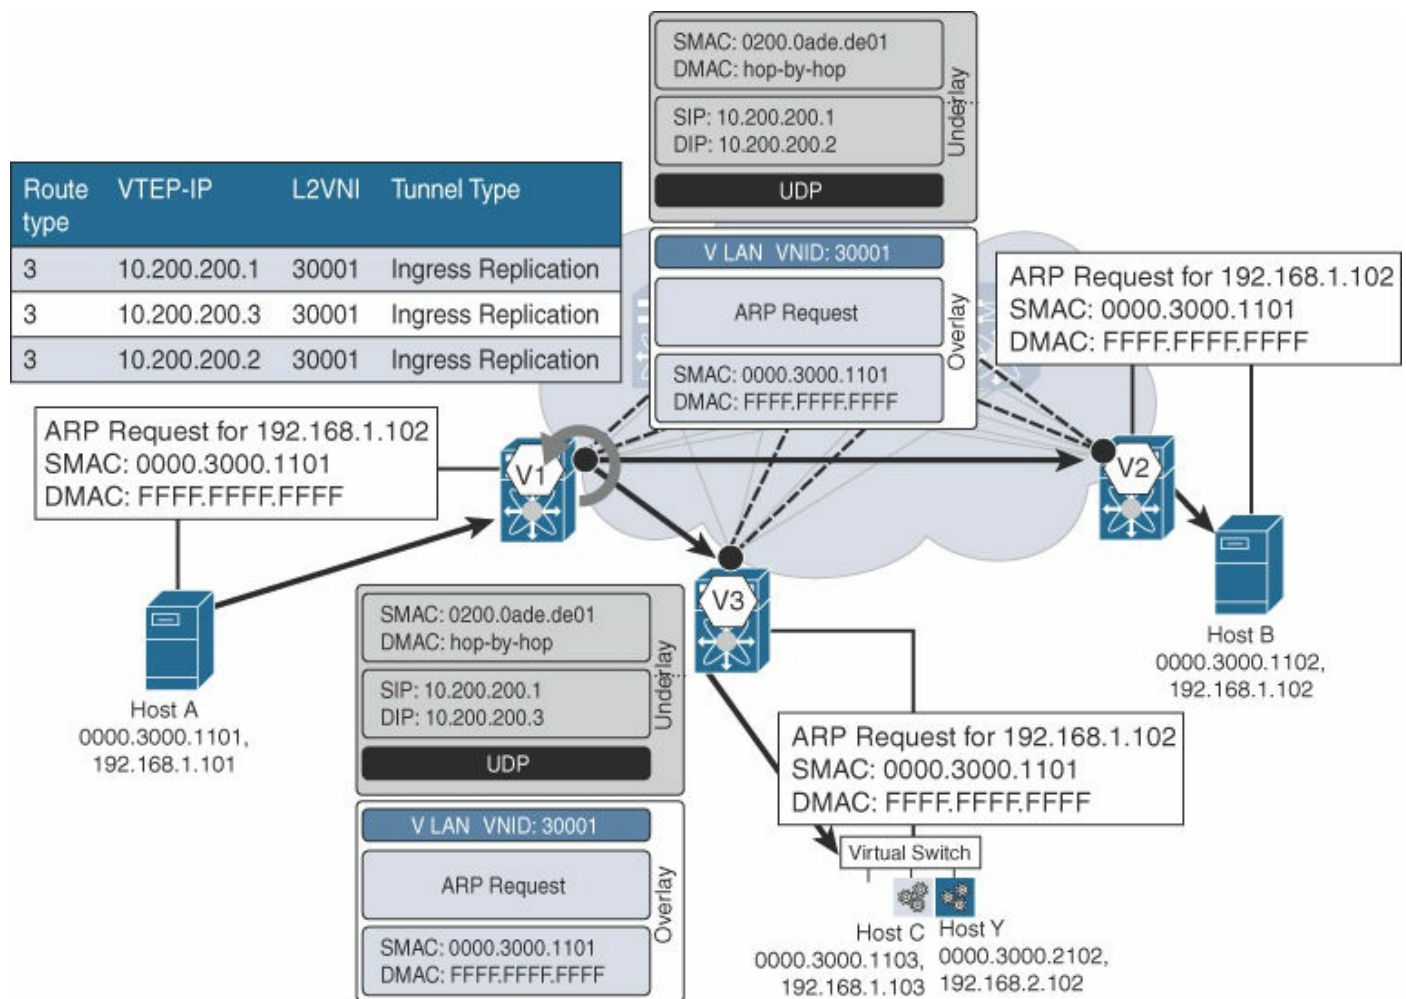 SMAC: 0200.0ade.de01
DMAC: hop-by-hop
SIP: 10.200.200.1
DIP: 10.200.200.2
UDP
Underlay
Route type VTEP-IP L2VNI Tunnel Type
3 10.200.200.1 30001 Ingress Replication
3 10.200.200.3 30001 Ingress Replication
3 10.200.200.2 30001 Ingress Replication
V LAN VNID: 30001
ARP Request
SMAC: 0000.3000.1101
DMAC: FFFF.FFFF.FFFF
Overlay
ARP Request for 192.168.1.102
SMAC: 0000.3000.1101
DMAC: FFFF.FFFF.FFFF
ARP Request for 192.168.1.102
SMAC: 0000.3000.1101
DMAC: FFFF.FFFF.FFFF
V1
V2
V3
Host A
0000.3000.1101,
192.168.1.101
Host B
0000.3000.1102,
192.168.1.102
SMAC: 0200.0ade.de01
DMAC: hop-by-hop
SIP: 10.200.200.1
DIP: 10.200.200.3
UDP
Underlay
V LAN VNID: 30001
ARP Request
SMAC: 0000.3000.1101
DMAC: FFFF.FFFF.FFFF
Overlay
ARP Request for 192.168.1.102
SMAC: 0000.3000.1101
DMAC: FFFF.FFFF.FFFF
Virtual Switch
Host C
0000.3000.1103,
192.168.1.103
Host Y
0000.3000.2102,
192.168.2.102